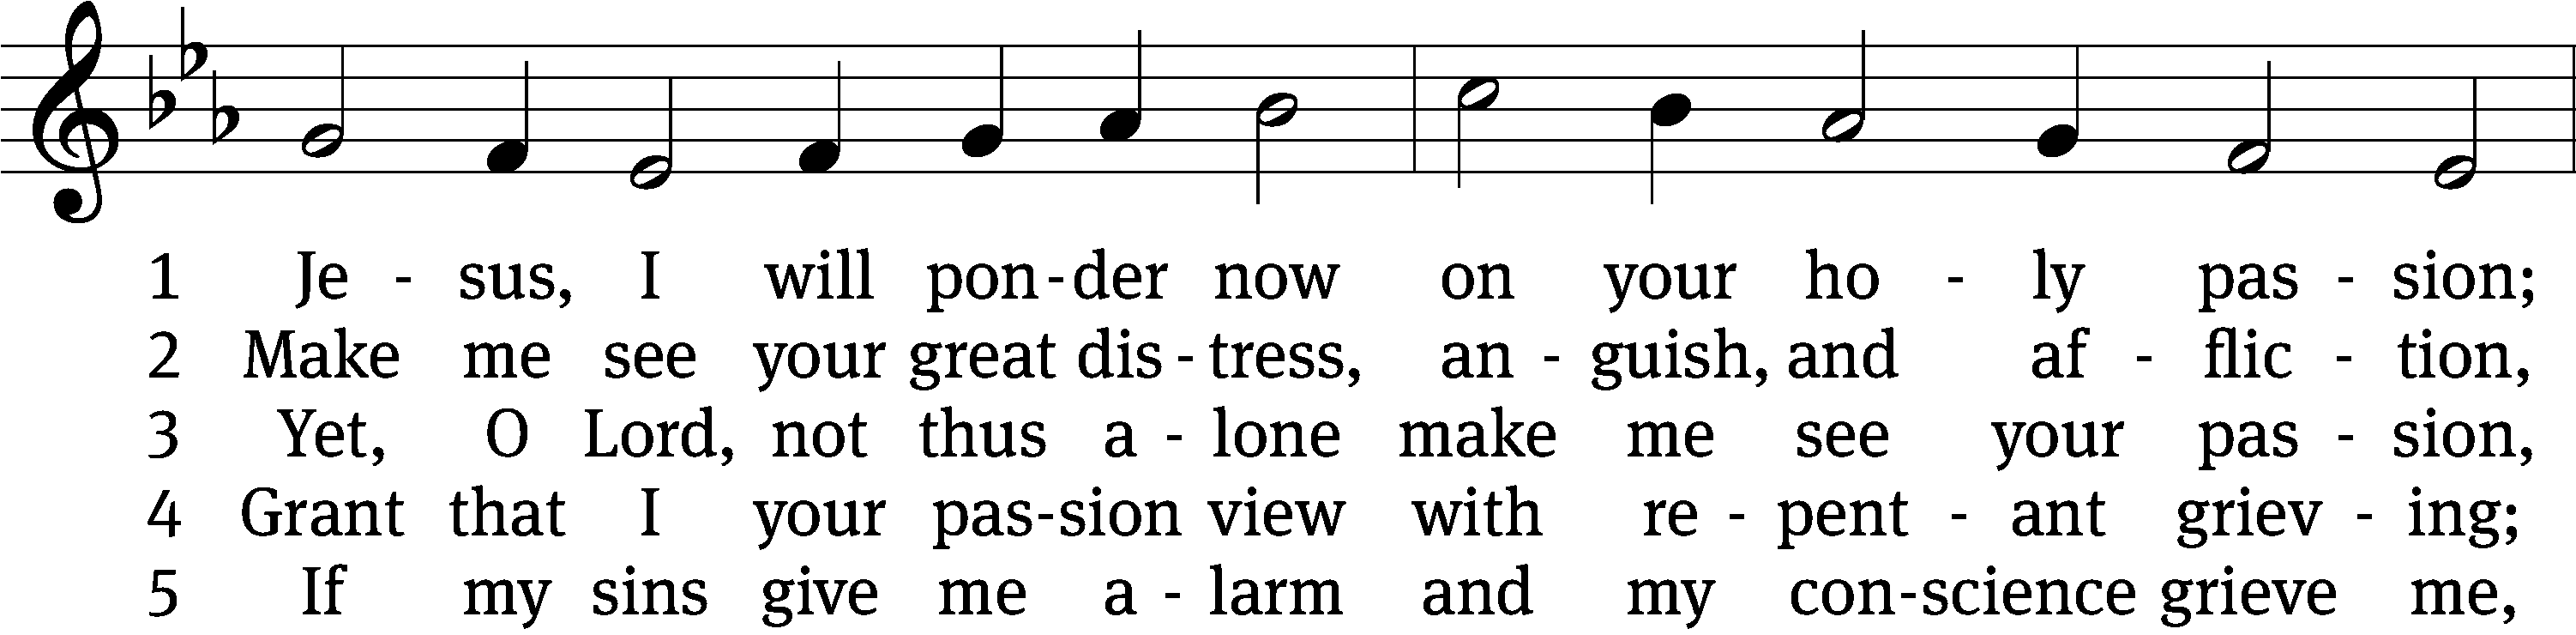 1 Je - sus, I will pon - der now on your ho - ly pas - sion;
2 Make me see your great dis - tress, an - guish, and af - flic - tion,
3 Yet, O Lord, not thus a - lone make me see your pas - sion,
4 Grant that I your pas - sion view with re - pent - ant griev - ing;
5 If my sins give me a - larm and my con - science grieve me,